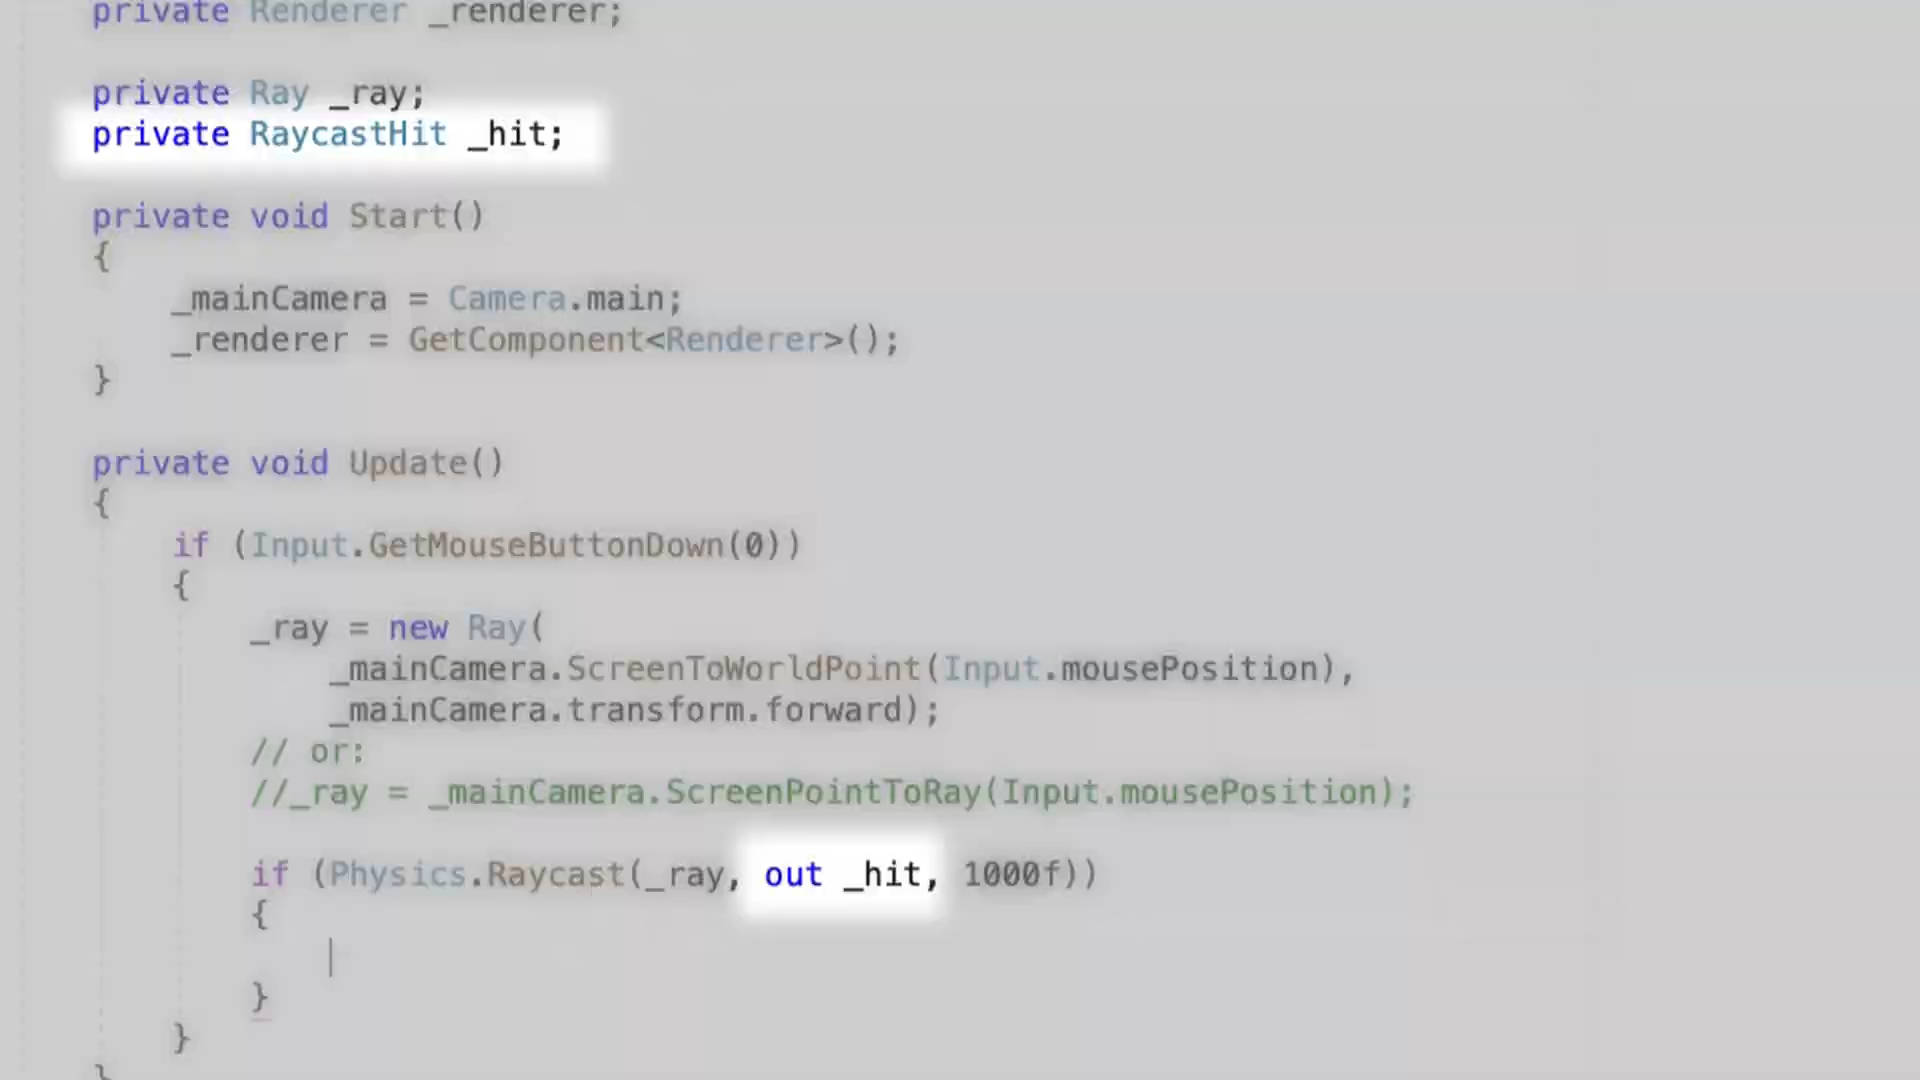 private Renderer _renderer;
private Ray _ray;
private RaycastHit _hit;
private void Start()
{
_mainCamera = Camera.main;
_renderer = GetComponent<Renderer>();
}
private void Update()
{
if (Input.GetMouseButtonDown(0))
{
_ray = new Ray(
_mainCamera.ScreenToWorldPoint(Input.mousePosition),
_mainCamera.transform.forward);
// or:
//_ray = _mainCamera.ScreenPointToRay(Input.mousePosition);
if (Physics.Raycast(_ray, out _hit, 1000f))
{
}
}
}